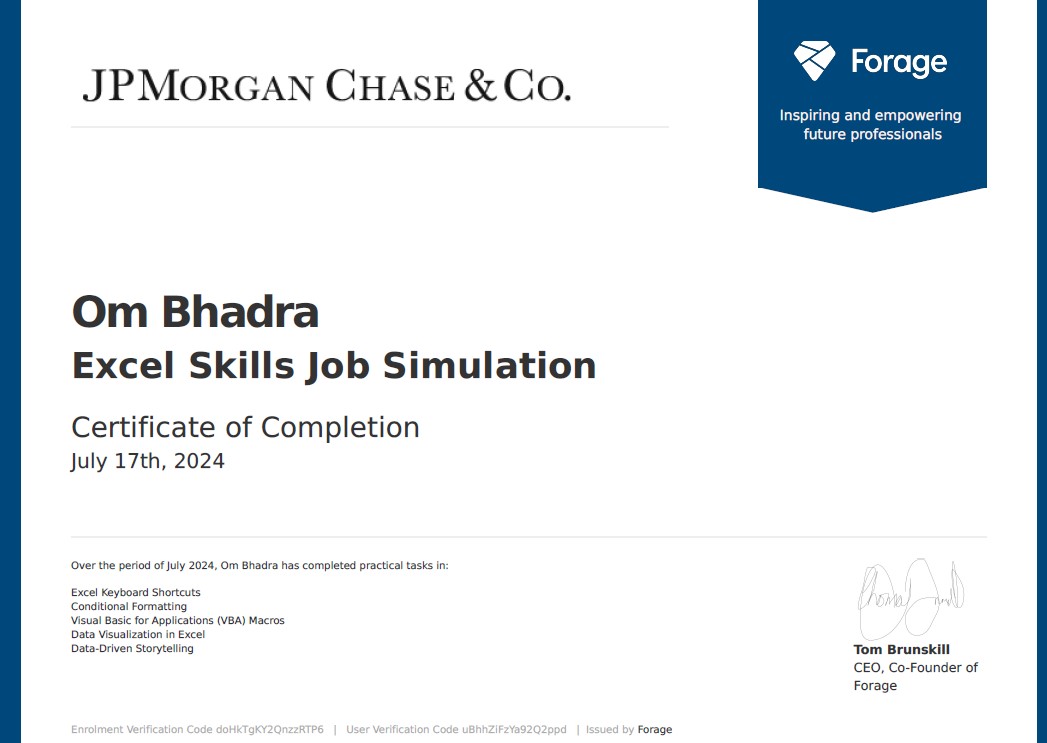 JPMORGAN CHASE & CO.
Forage
Inspiring and empowering
future professionals
Om Bhadra
Excel Skills Job Simulation
Certificate of Completion
July 17th, 2024
Over the period of July 2024, Om Bhadra has completed practical tasks in:
Excel Keyboard Shortcuts
Conditional Formatting
Visual Basic for Applications (VBA) Macros
Data Visualization in Excel
Data-Driven Storytelling
Tom Brunskill
CEO, Co-Founder of
Forage
Enrolment Verification Code doHkTgKY2QnzzRTP6 | User Verification Code uBhhZiFzYa92Q2ppd | Issued by Forage